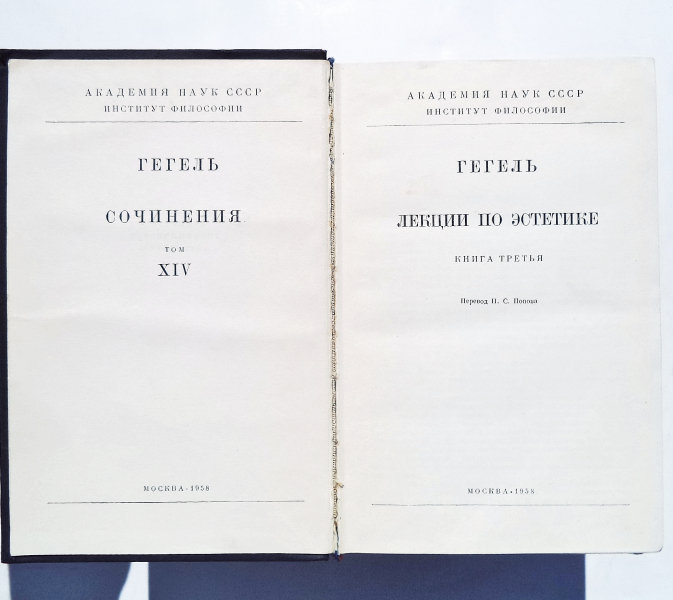 АКАДЕМИЯ НАУК СССР
ИНСТИТУТ ФИЛОСОФИИ
ГЕГЕЛЬ
СОЧИНЕНИЯ
ТОМ
XIV
МОСКВА·1958
АКАДЕМИЯ НАУК СССР
ИНСТИТУТ ФИЛОСОФИИ
ГЕГЕЛЬ
ЛЕКЦИИ ПО ЭСТЕТИКЕ
КНИГА ТРЕТЬЯ
Перевод П. С. Попова
МОСКВА·1958